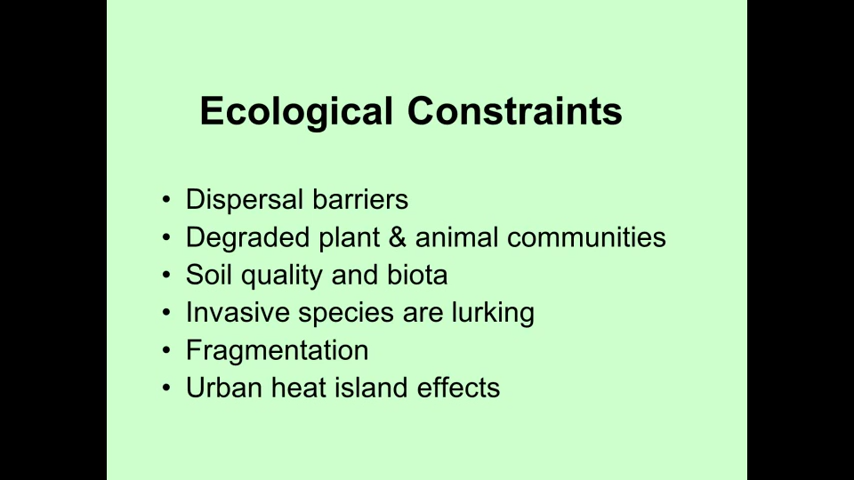 Ecological Constraints
• Dispersal barriers
• Degraded plant & animal communities
• Soil quality and biota
• Invasive species are lurking
• Fragmentation
• Urban heat island effects